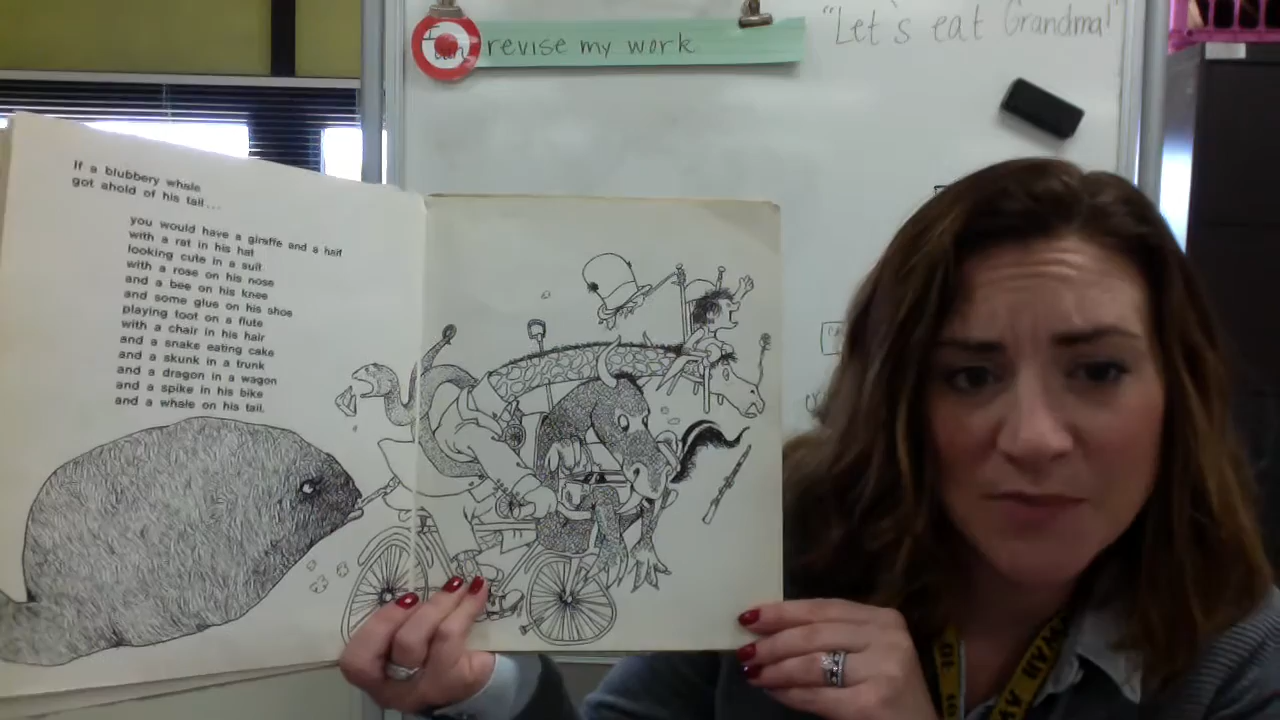 I can revise my work
"Let's eat Grandma!"
If a blubbery whale
got ahold of his tail...
you would have a giraffe and a half
with a rat in his hat
looking cute in a suit
with a rose on his nose
and a bee on his knee
and some glue on his shoe
playing toot on a flute
with a chair in his hair
and a snake eating cake
and a skunk in a trunk
and a dragon in a wagon
and a spike in his bike
and a whale on his tail.